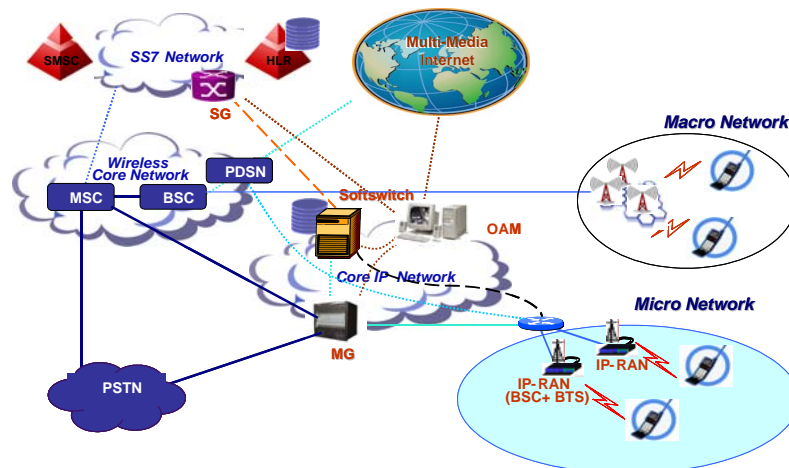 SMSC
SS7 Network
HLR
SG
Multi-Media
Internet
Macro Network
Wireless
Core Network
PDSN
MSC
BSC
Softswitch
OAM
Core IP Network
MG
Micro Network
PSTN
IP-RAN
IP-RAN
(BSC+ BTS)